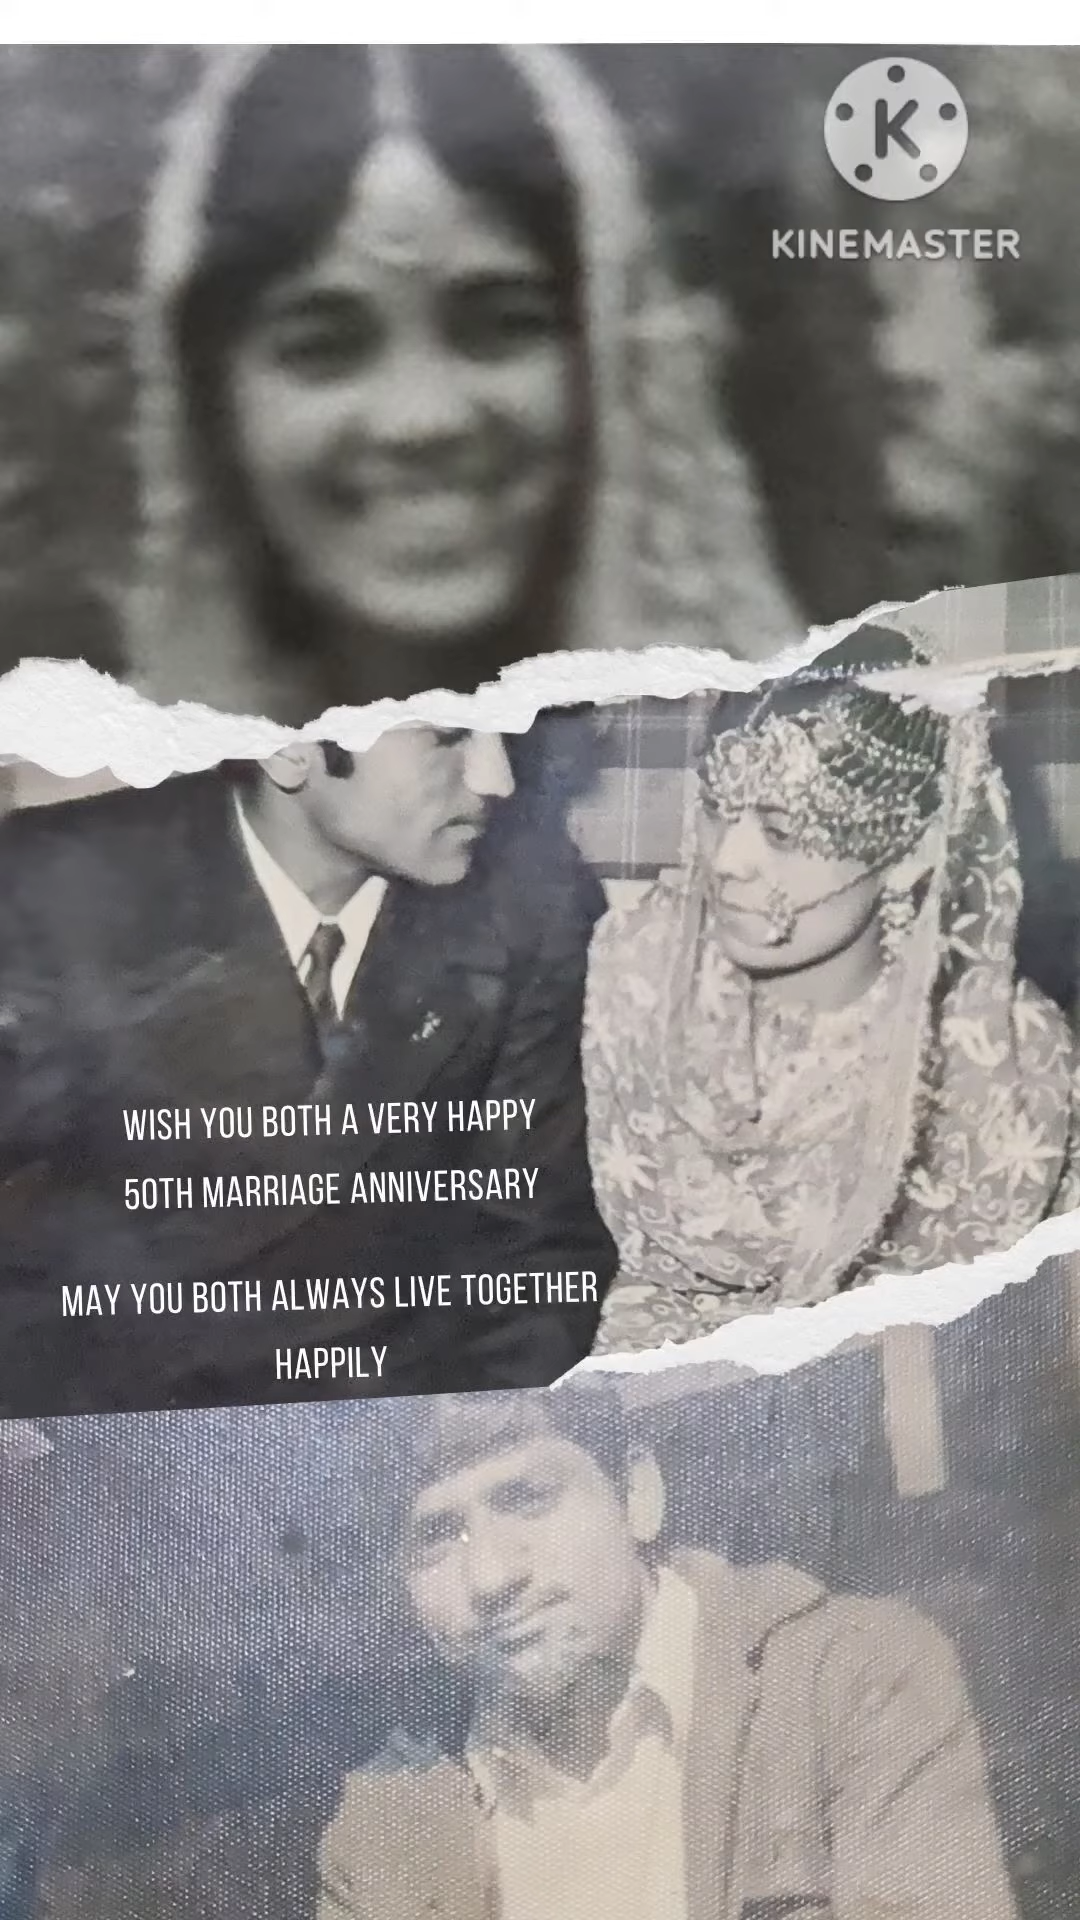 K
KINEMASTER
WISH YOU BOTH A VERY HAPPY
50TH MARRIAGE ANNIVERSARY
MAY YOU BOTH ALWAYS LIVE TOGETHER
HAPPILY